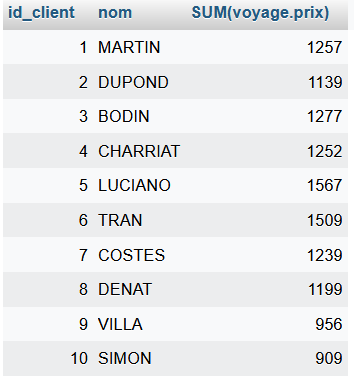 id_client nom SUM(voyage.prix)
1 MARTIN 1257
2 DUPOND 1139
3 BODIN 1277
4 CHARRIAT 1252
5 LUCIANO 1567
6 TRAN 1509
7 COSTES 1239
8 DENAT 1199
9 VILLA 956
10 SIMON 909